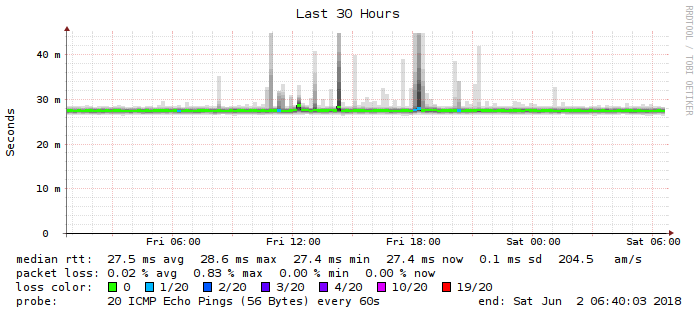 Last 30 Hours
RRDTOOL / TOBI OETIKER
Seconds
40 m
30 m
20 m
10 m
0
Fri 06:00 Fri 12:00 Fri 18:00 Sat 00:00 Sat 06:00
median rtt: 27.5 ms avg 28.6 ms max 27.4 ms min 27.4 ms now 0.1 ms sd 204.5 am/s
packet loss: 0.02 % avg 0.83 % max 0.00 % min 0.00 % now
loss color: 0 1/20 2/20 3/20 4/20 10/20 19/20
probe: 20 ICMP Echo Pings (56 Bytes) every 60s end: Sat Jun 2 06:40:03 2018